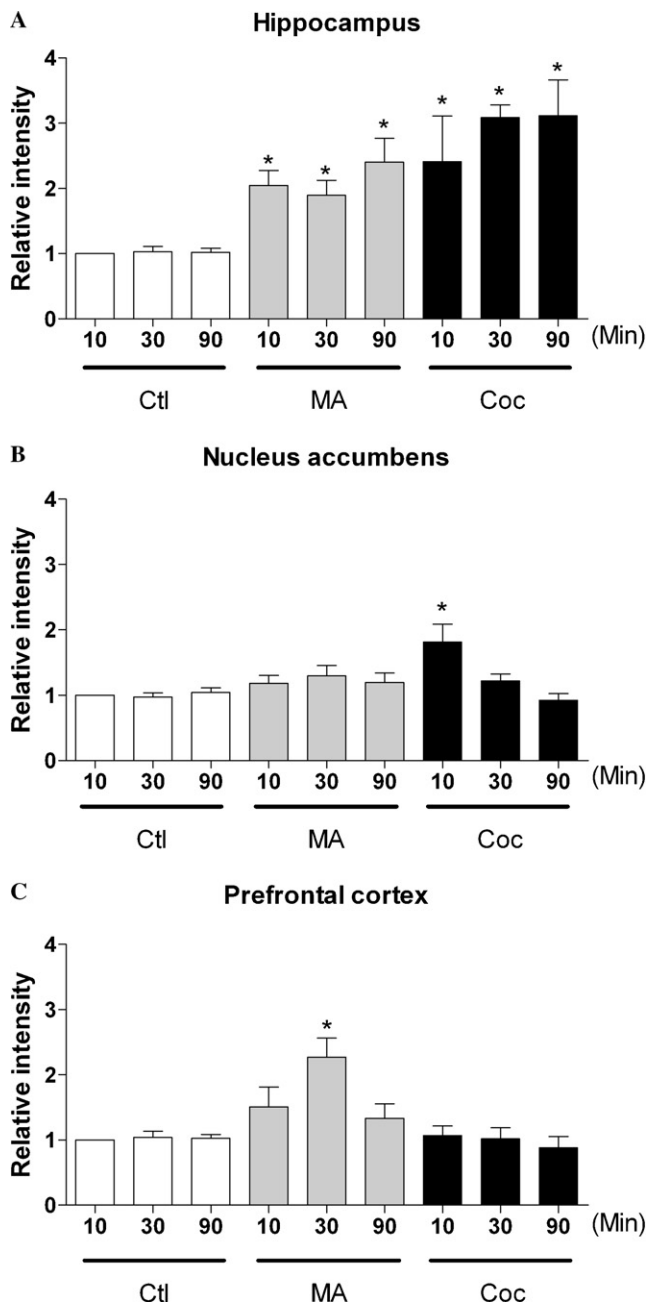 A
Hippocampus
Relative intensity
4
3
2
1
0
* * * * * *
10 30 90 10 30 90 10 30 90 (Min)
Ctl MA Coc
B
Nucleus accumbens
Relative intensity
4
3
2
1
0
*
10 30 90 10 30 90 10 30 90 (Min)
Ctl MA Coc
C
Prefrontal cortex
Relative intensity
4
3
2
1
0
*
10 30 90 10 30 90 10 30 90 (Min)
Ctl MA Coc